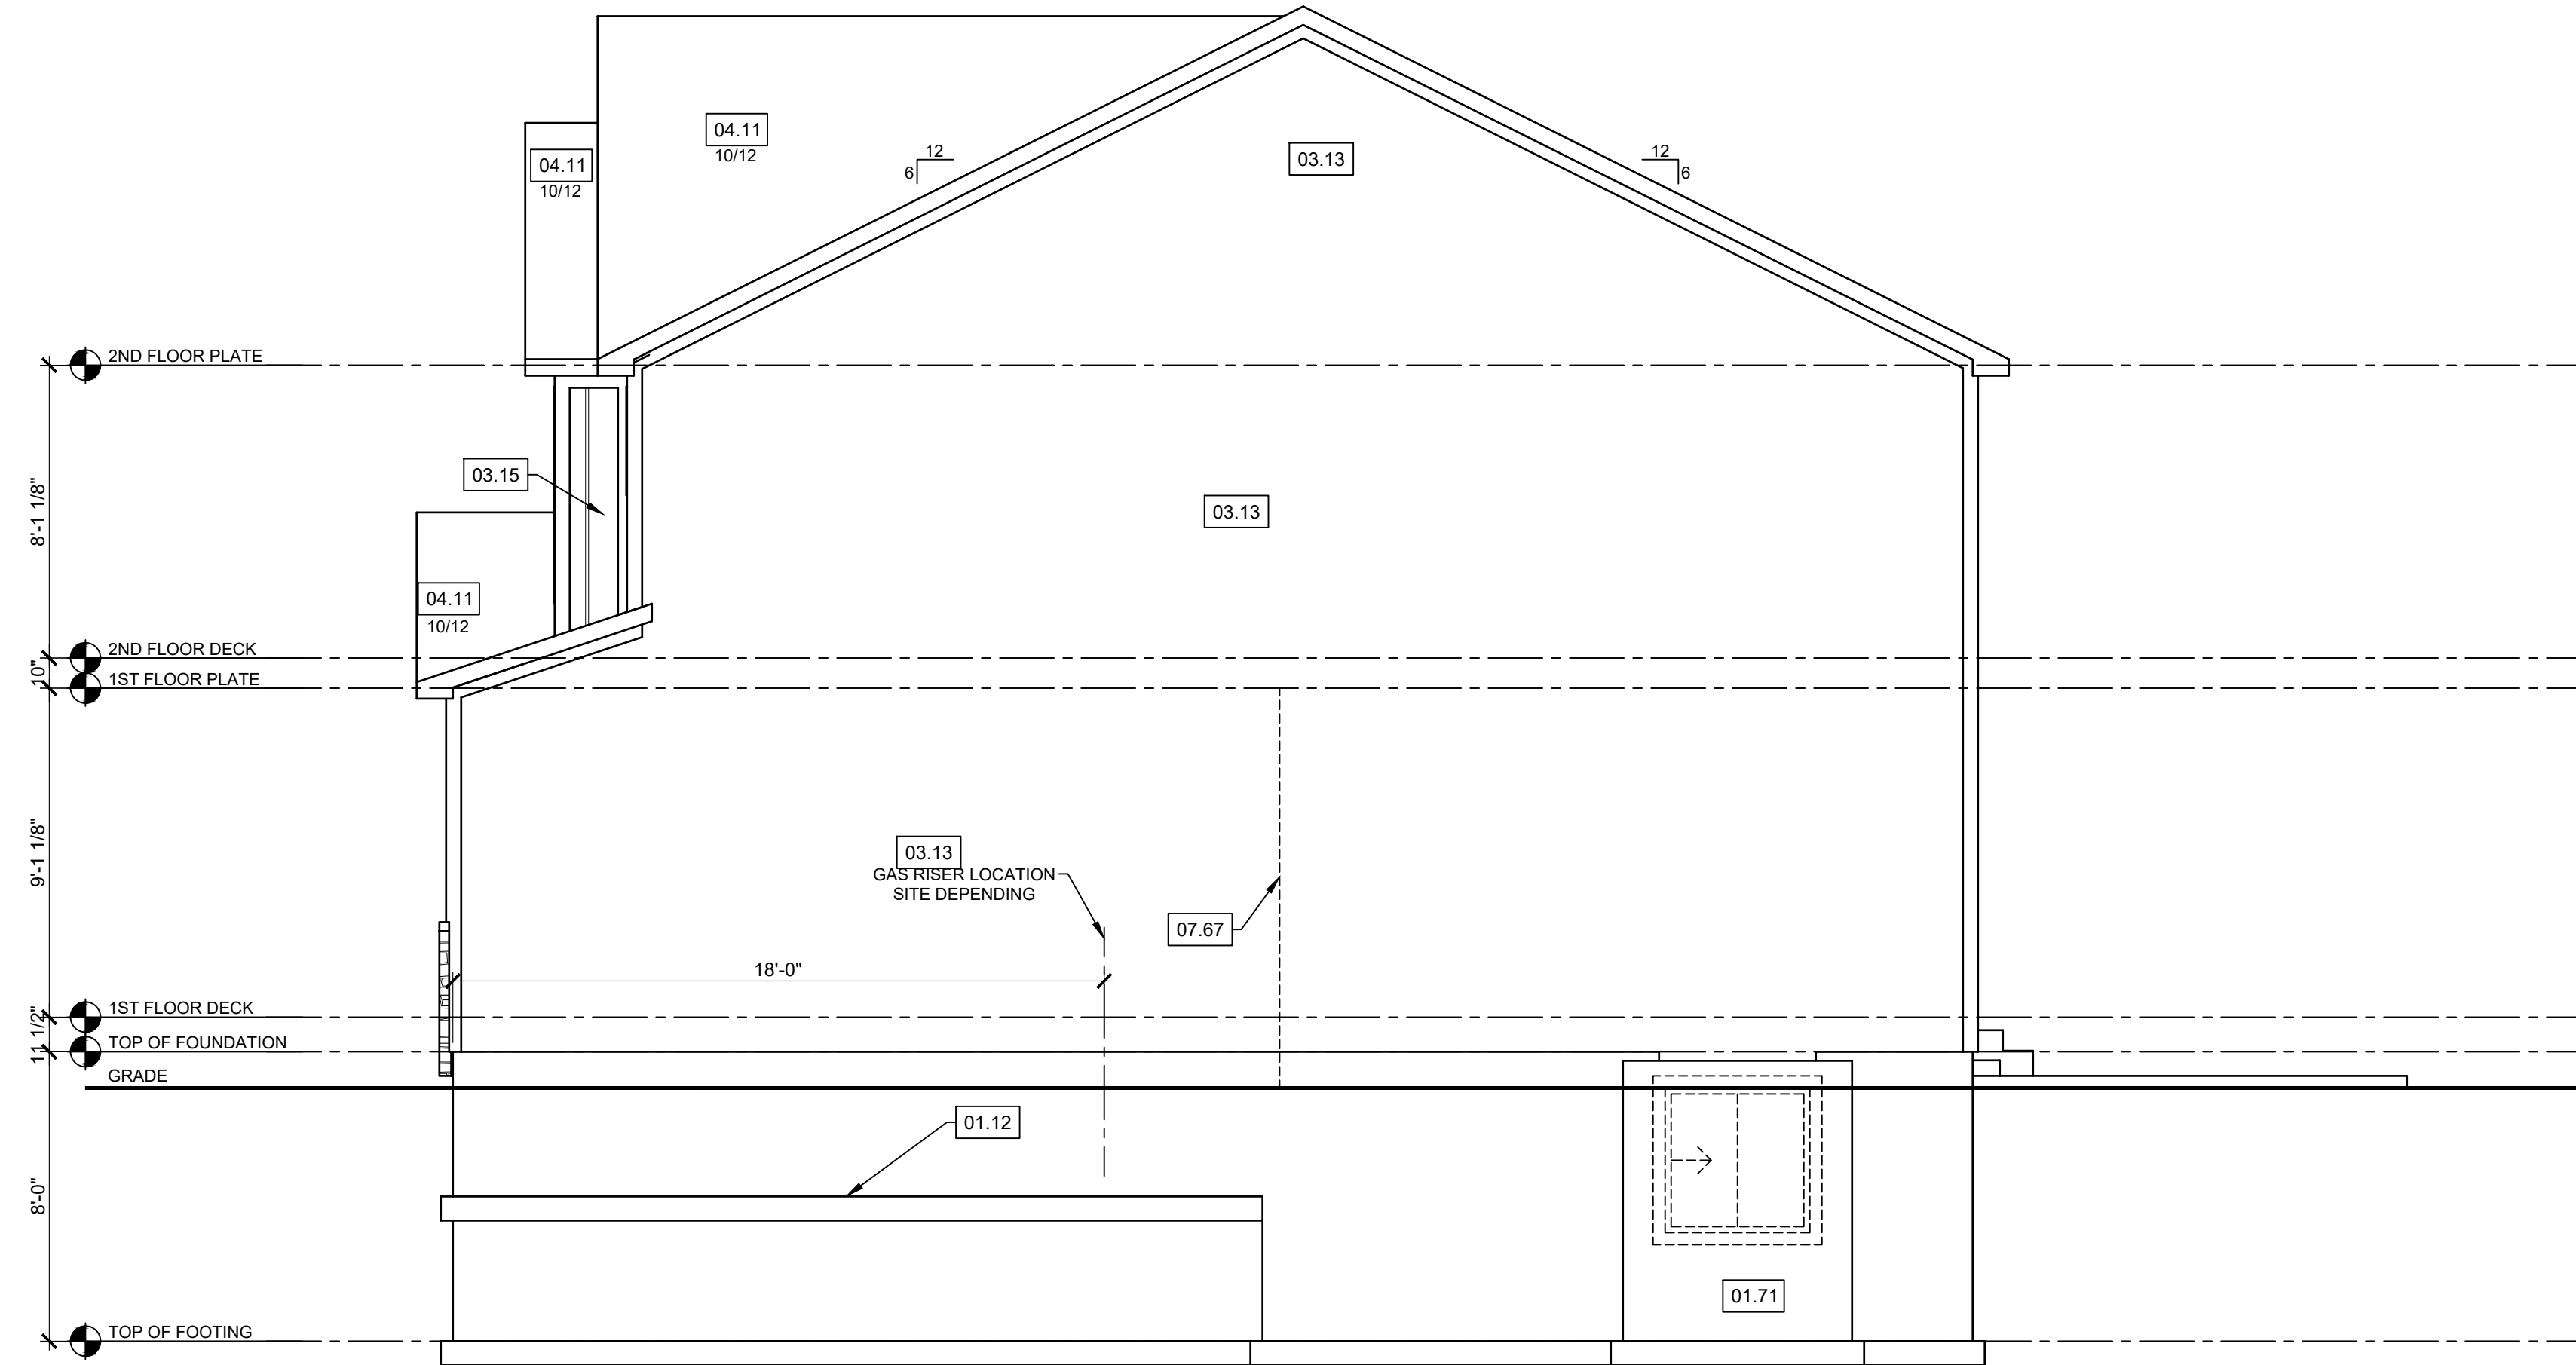 04.11
10/12
04.11
10/12
12
6
03.13
12
6
2ND FLOOR PLATE
8'-1 1/8"
03.15
03.13
04.11
10/12
2ND FLOOR DECK
10"
1ST FLOOR PLATE
9'-1 1/8"
03.13
GAS RISER LOCATION
SITE DEPENDING
07.67
18'-0"
1ST FLOOR DECK
11 1/2"
TOP OF FOUNDATION
GRADE
01.12
8'-0"
01.71
TOP OF FOOTING